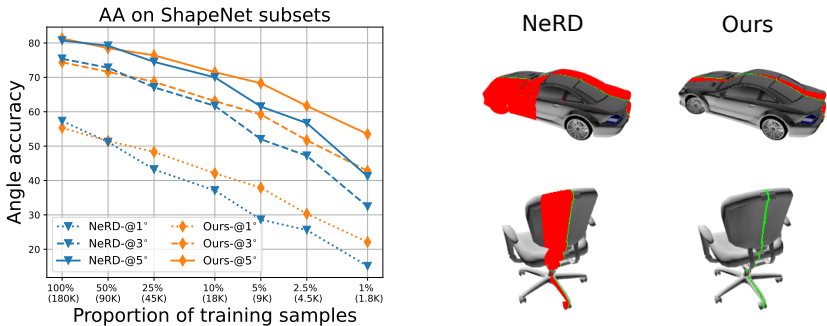 AA on ShapeNet subsets
Angle accuracy
80
70
60
50
40
30
20
NeRD-@1°
NeRD-@3°
NeRD-@5°
Ours-@1°
Ours-@3°
Ours-@5°
100% 50% 25% 10% 5% 2.5% 1%
(180K) (90K) (45K) (18K) (9K) (4.5K) (1.8K)
Proportion of training samples
NeRD Ours